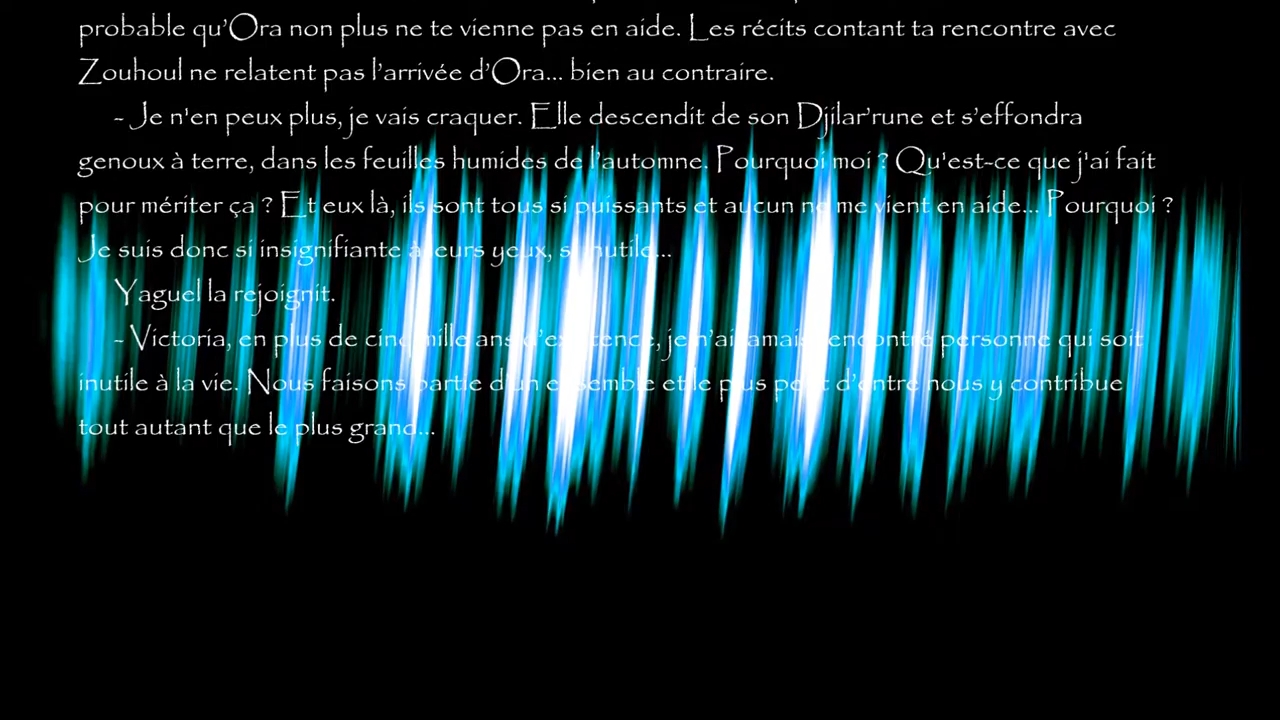 probable qu’Ora non plus ne te vienne pas en aide. Les récits contant ta rencontre avec
Zouhoul ne relatent pas l’arrivée d’Ora... bien au contraire.
- Je n'en peux plus, je vais craquer. Elle descendit de son Djilar’rune et s’effondra
genoux à terre, dans les feuilles humides de l’automne. Pourquoi moi ? Qu'est-ce que j'ai fait
pour mériter ça ? Et eux là, ils sont tous si puissants et aucun ne me vient en aide... Pourquoi ?
Je suis donc si insignifiante à leurs yeux, si inutile...
Yaguel la rejoignit.
- Victoria, en plus de cinq mille ans d’existence, je n’ai jamais rencontré personne qui soit
inutile à la vie. Nous faisons partie d’un ensemble et le plus petit d’entre nous y contribue
tout autant que le plus grand...